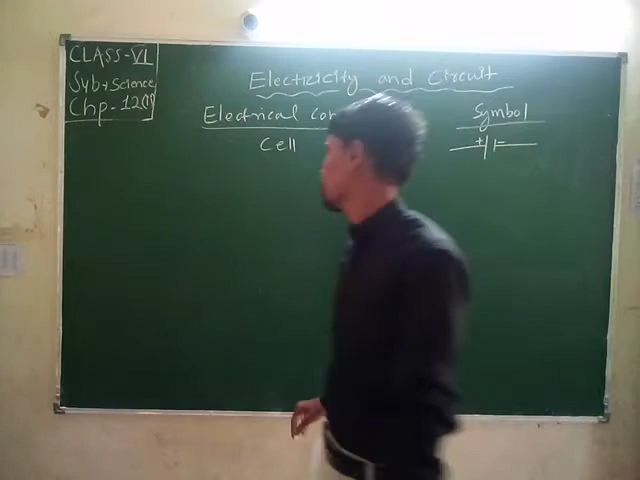 CLASS-VI
Sub→Science
Chp-12
Electricity and Circuit
Electrical Symbol
Cell + -